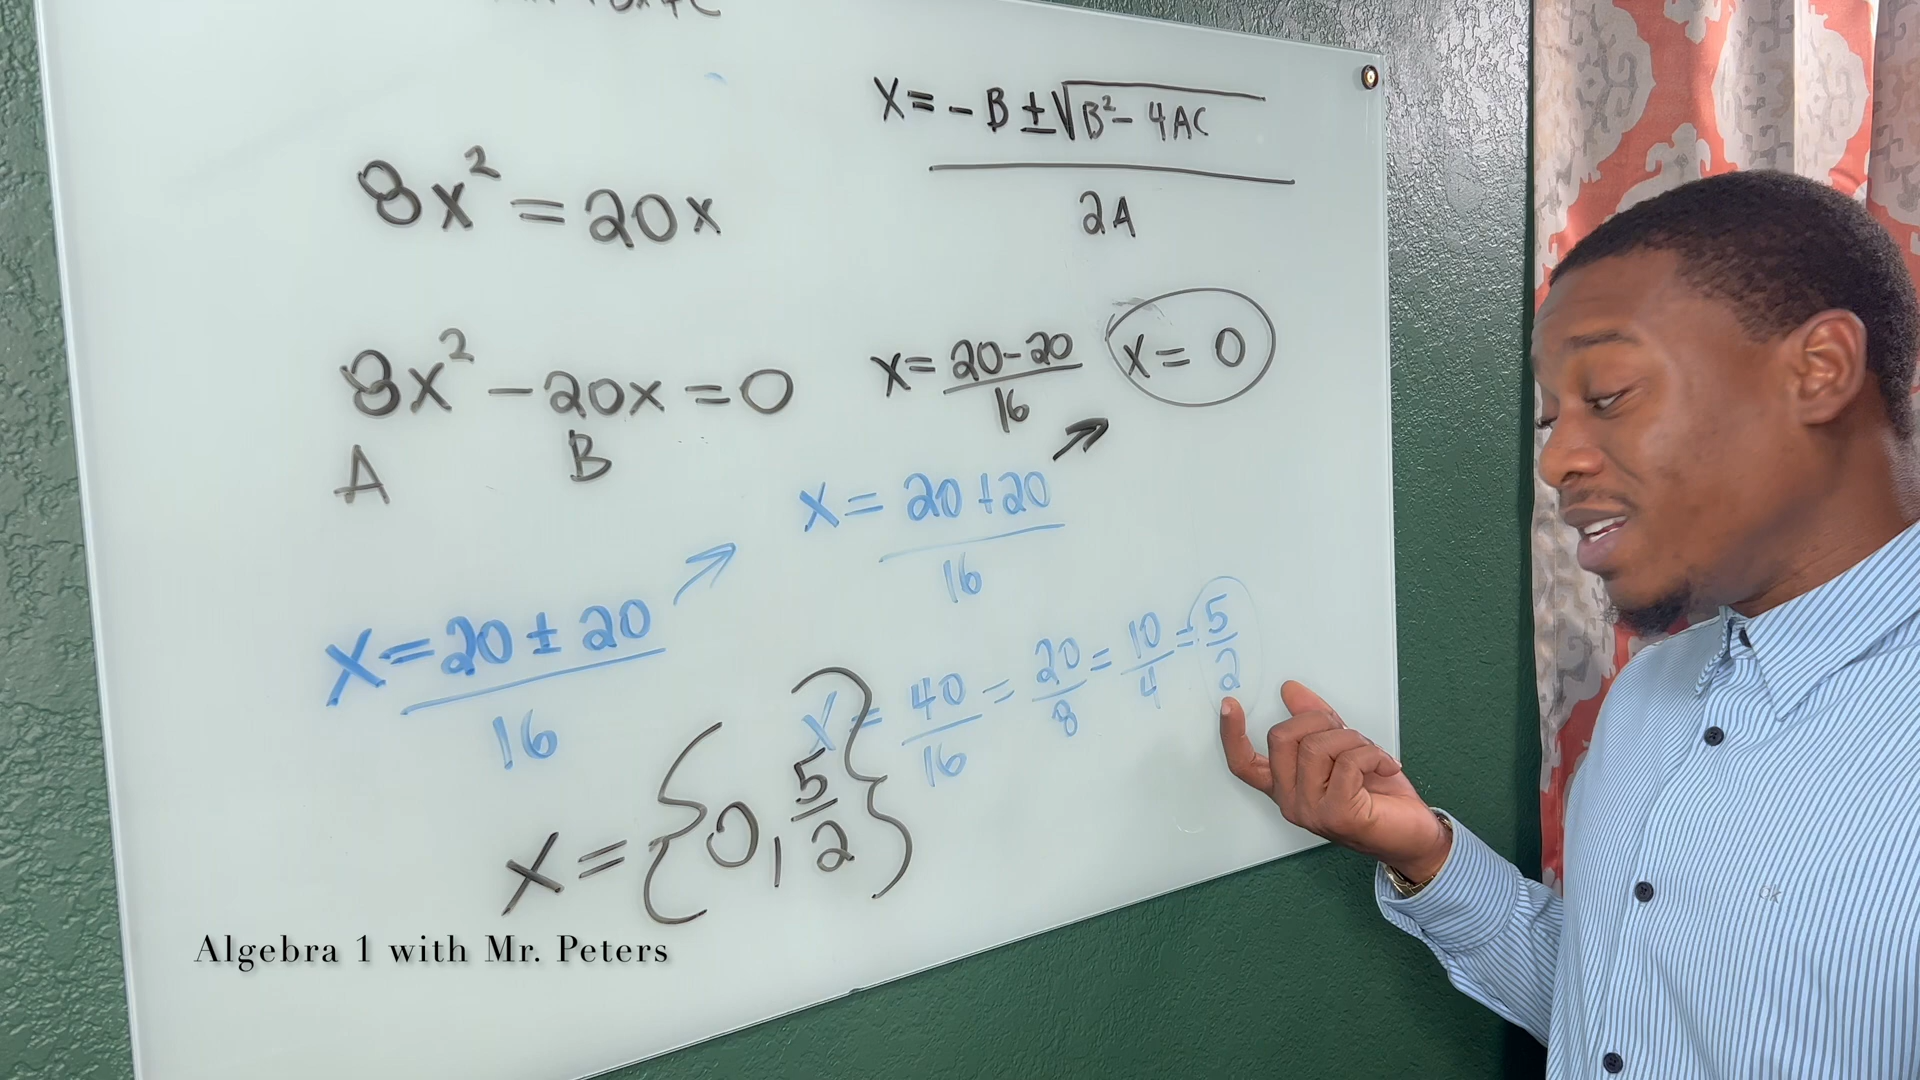 8x² = 20x
8x² - 20x = 0
A B
x = 20 ± 20 / 16
x = {0, 5/2}
x = -B ± √B² - 4AC / 2A
x = 20 - 20 / 16
x = 0
x = 20 + 20 / 16
x = 40/16 = 20/8 = 10/4 = 5/2
Algebra 1 with Mr. Peters
ok